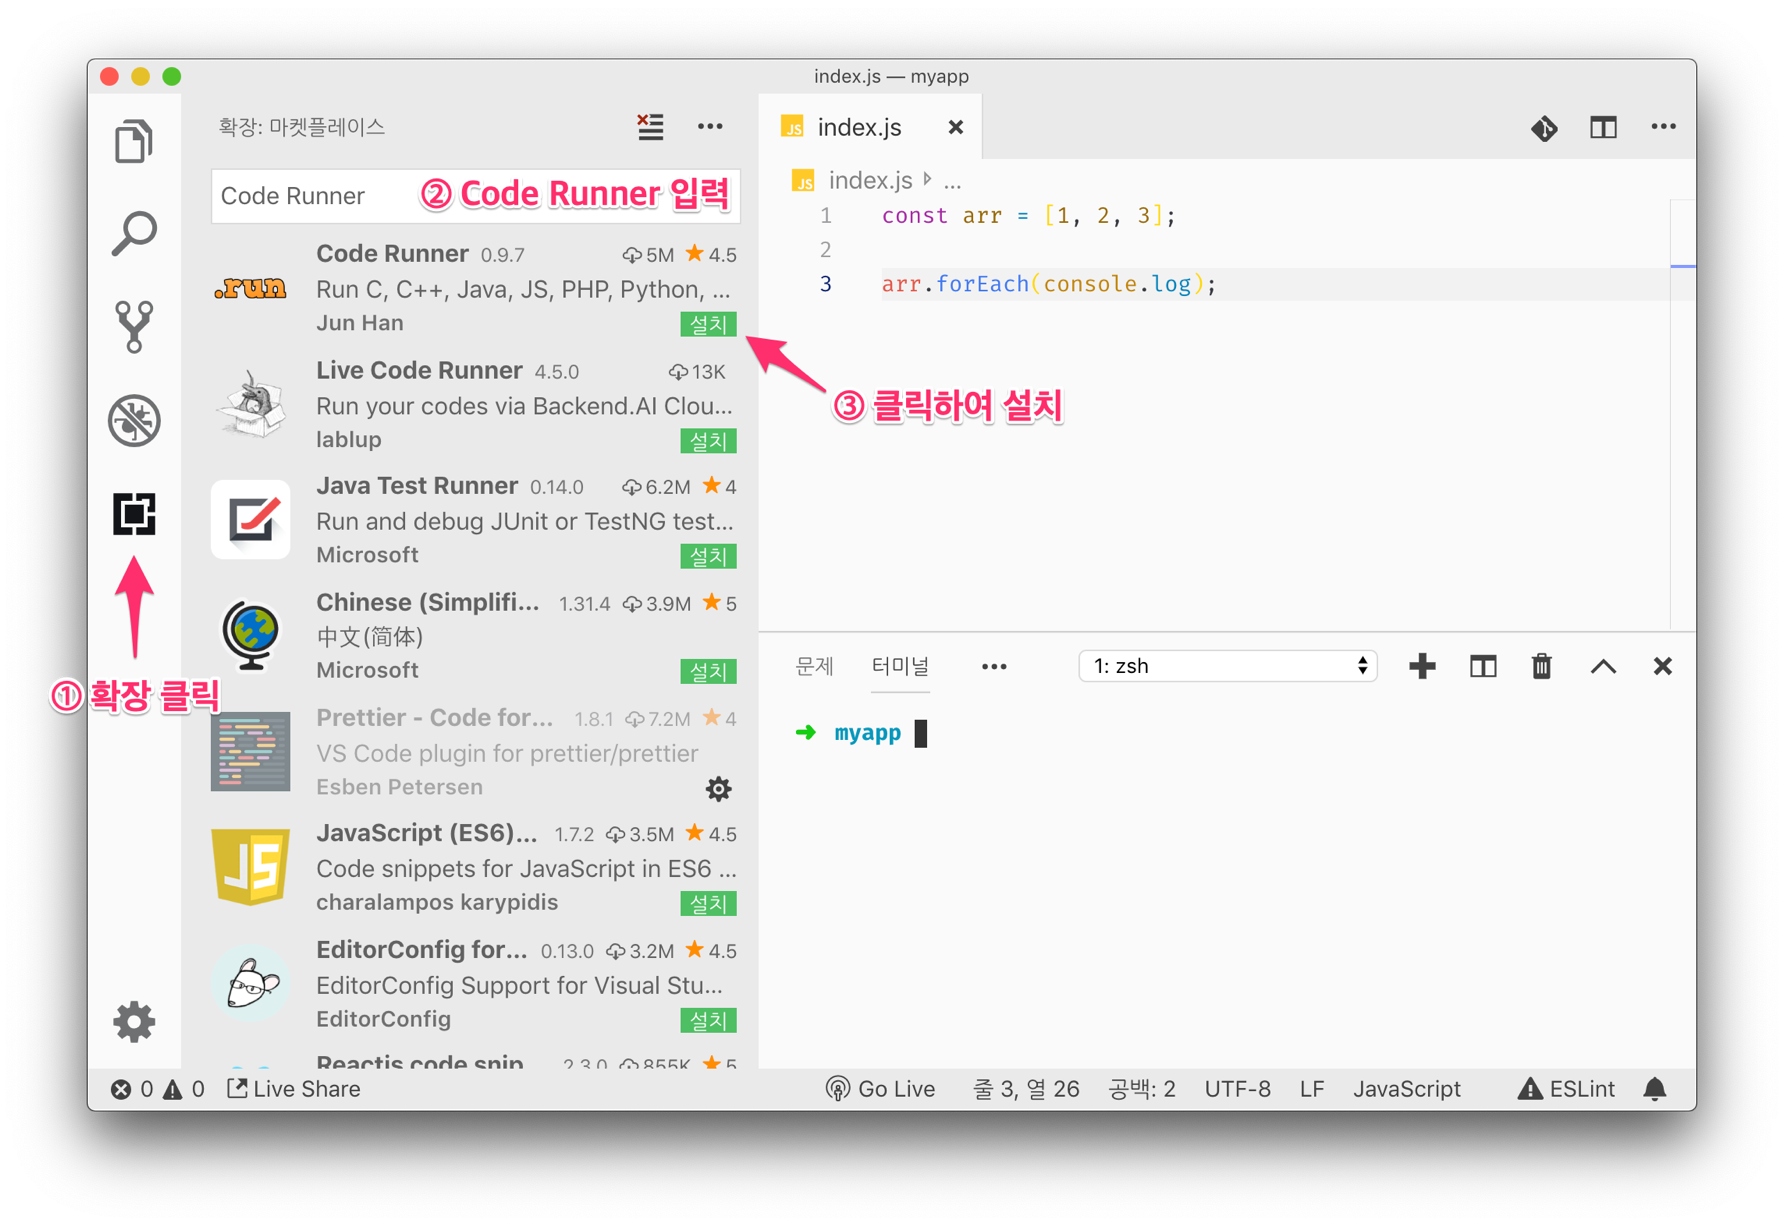 index.js — myapp
확장: 마켓플레이스
Code Runner
② Code Runner 입력
.run
Code Runner 0.9.7 5M 4.5
Run C, C++, Java, JS, PHP, Python, ...
Jun Han 설치
Live Code Runner 4.5.0 13K
Run your codes via Backend.AI Clou...
lablup 설치
Java Test Runner 0.14.0 6.2M 4
Run and debug JUnit or TestNG test...
Microsoft 설치
Chinese (Simplifi... 1.31.4 3.9M 5
中文(简体)
Microsoft 설치
Prettier - Code for... 1.8.1 7.2M 4
VS Code plugin for prettier/prettier
Esben Petersen
JS
JavaScript (ES6)... 1.7.2 3.5M 4.5
Code snippets for JavaScript in ES6 ...
charalampos karypidis 설치
EditorConfig for... 0.13.0 3.2M 4.5
EditorConfig Support for Visual Stu...
EditorConfig 설치
Reactjs code snip 2.3.0 855K 5
① 확장 클릭
③ 클릭하여 설치
JS index.js
JS index.js ...
1 const arr = [1, 2, 3];
2
3 arr.forEach(console.log);
문제 터미널 ... 1: zsh
➜ myapp
0 0 Live Share Go Live 줄 3, 열 26 공백: 2 UTF-8 LF JavaScript ESLint